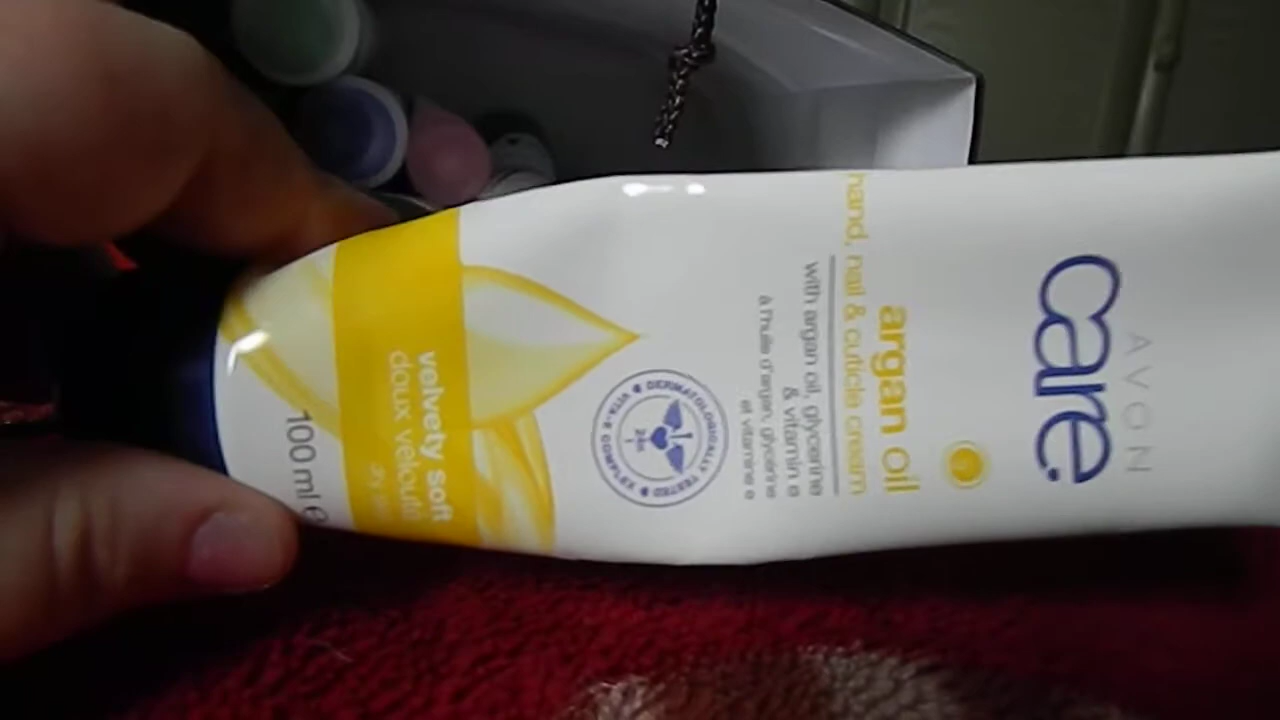 AVON
care.
argan oil
hand, nail & cuticle cream
with argan oil, glycerine
& vitamin e
à l'huile d'argan, glycérine
et vitamine e
DERMATOLOGICALLY TESTED
VITA-8 COMPLEX
velvety soft
doux velouté
100 ml e